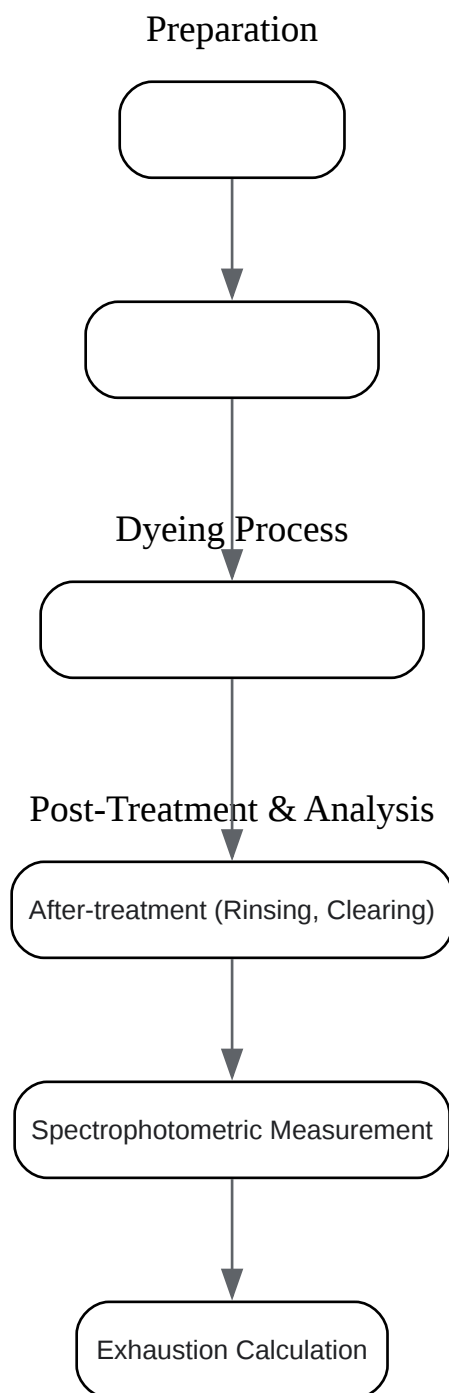 Preparation
Dyeing Process
Post-Treatment & Analysis
After-treatment (Rinsing, Clearing)
Spectrophotometric Measurement
Exhaustion Calculation